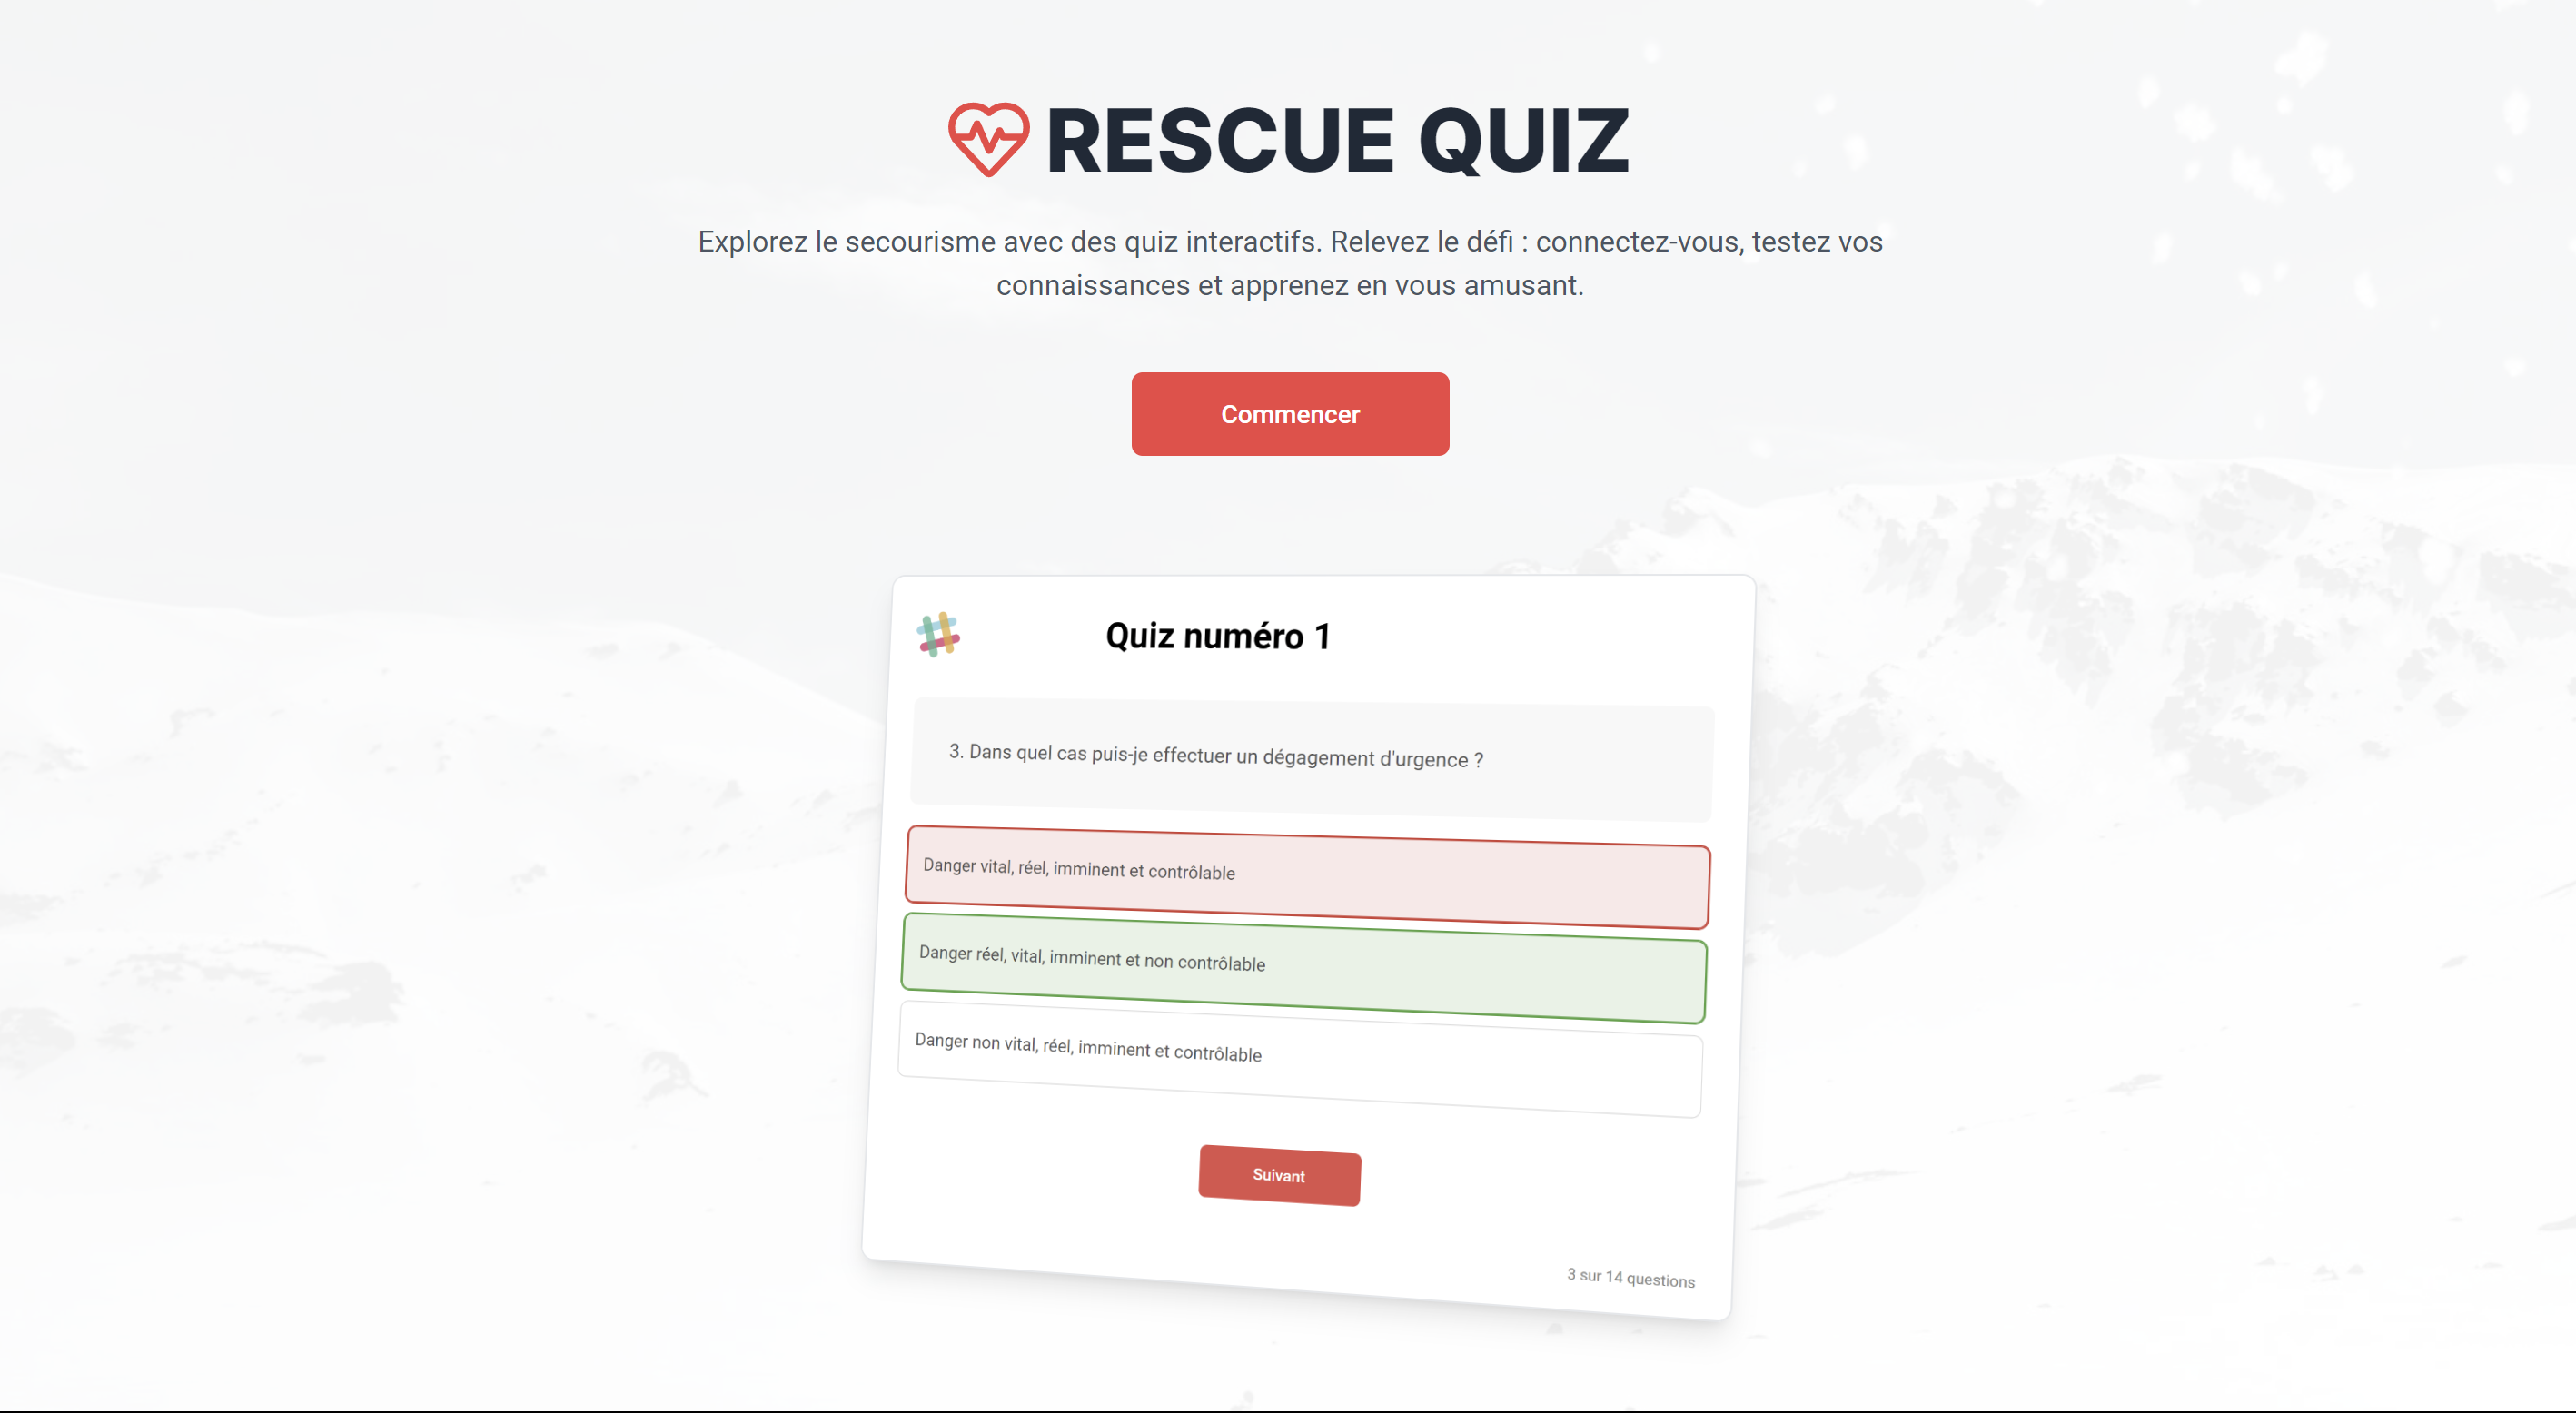 RESCUE QUIZ
Explorez le secourisme avec des quiz interactifs. Relevez le défi : connectez-vous, testez vos
connaissances et apprenez en vous amusant.
Commencer
Quiz numéro 1
3. Dans quel cas puis-je effectuer un dégagement d'urgence ?
Danger vital, réel, imminent et contrôlable
Danger réel, vital, imminent et non contrôlable
Danger non vital, réel, imminent et contrôlable
Suivant
3 sur 14 questions